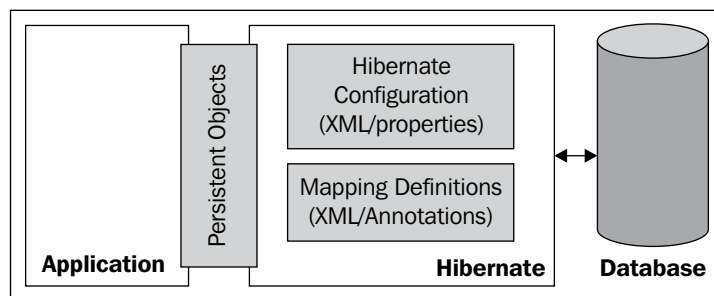 Persistent Objects
Hibernate
Configuration
(XML/properties)
Mapping Definitions
(XML/Annotations)
Application
Hibernate
Database